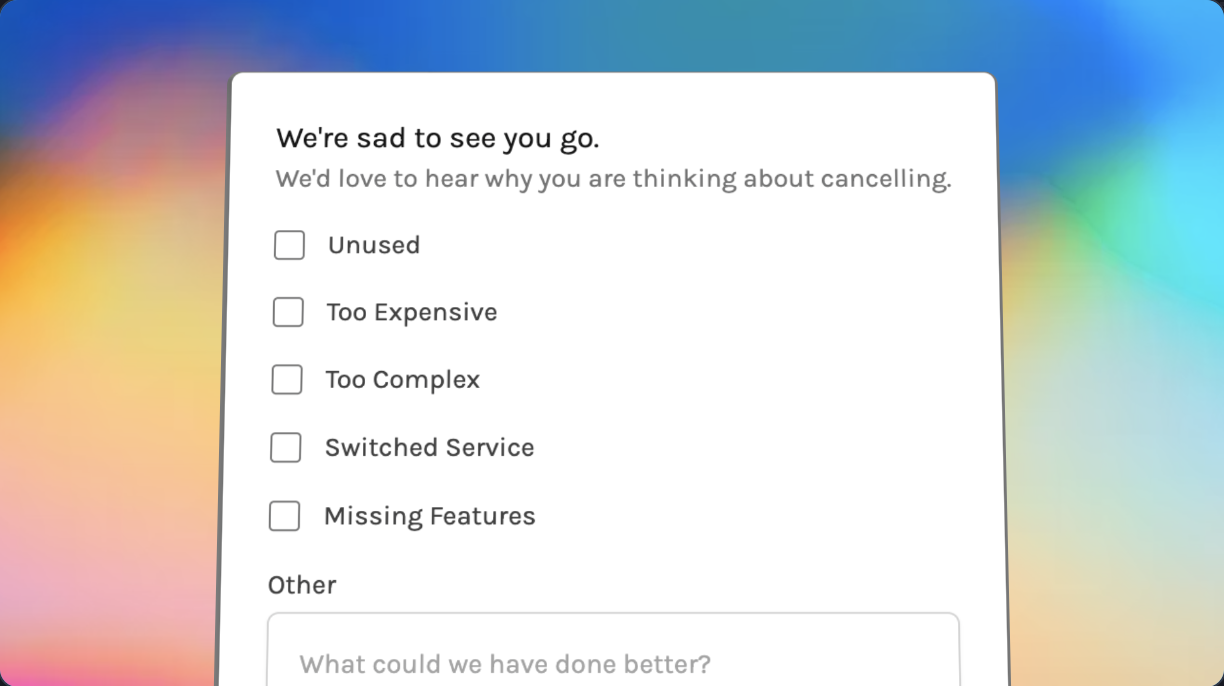 We're sad to see you go.
We'd love to hear why you are thinking about cancelling.
Unused
Too Expensive
Too Complex
Switched Service
Missing Features
Other
What could we have done better?